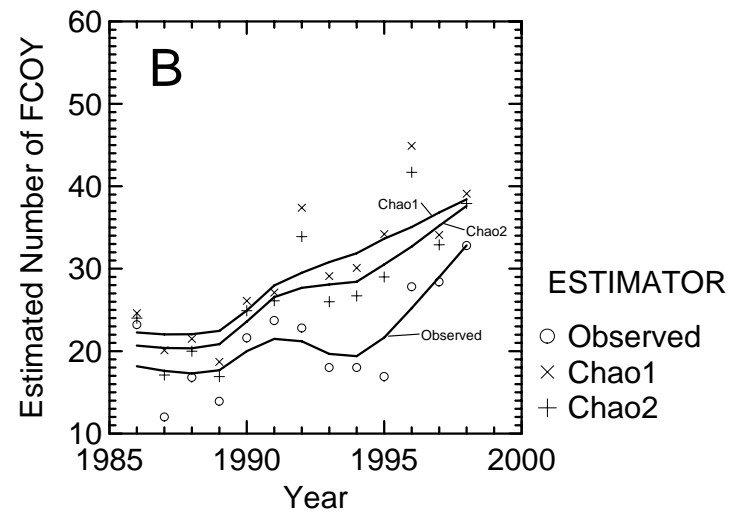 60
B
50
40
30
20
10
Estimated Number of FCOY
Chao1
Chao2
Observed
1985
1990
1995
2000
Year
ESTIMATOR
Observed
Chao1
Chao2